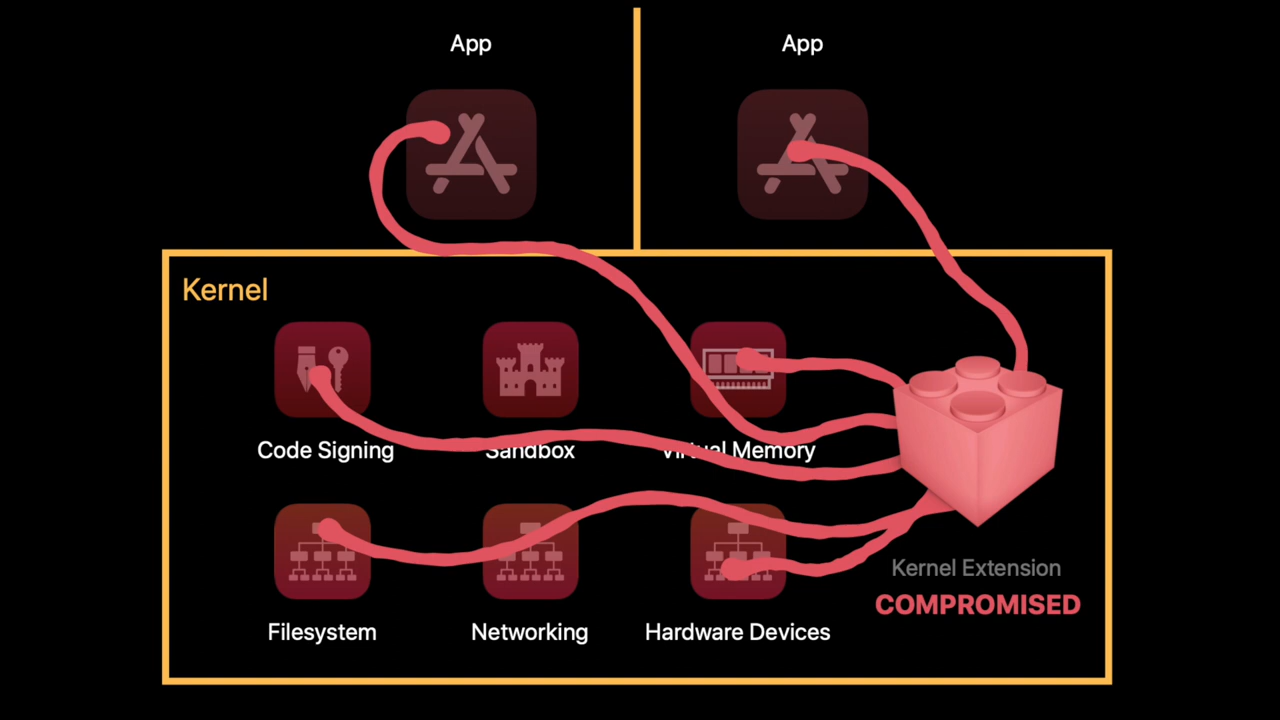 App
App
Kernel
Code Signing
Sandbox
Virtual Memory
Filesystem
Networking
Hardware Devices
Kernel Extension
COMPROMISED